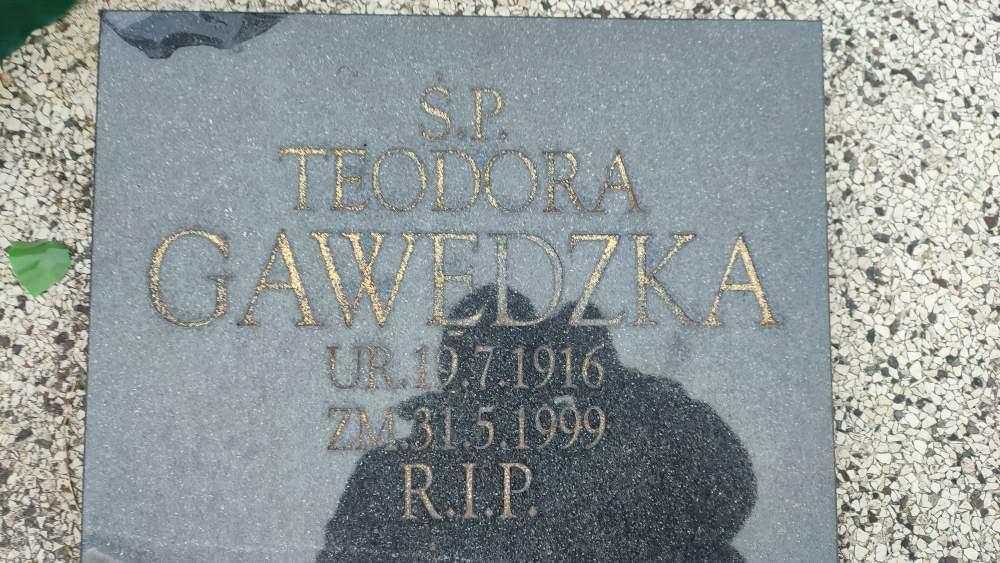 Ś.P.
TEODORA
GAWĘDZKA
UR.19.7.1916
ZM.31.5.1999
R.I.P.